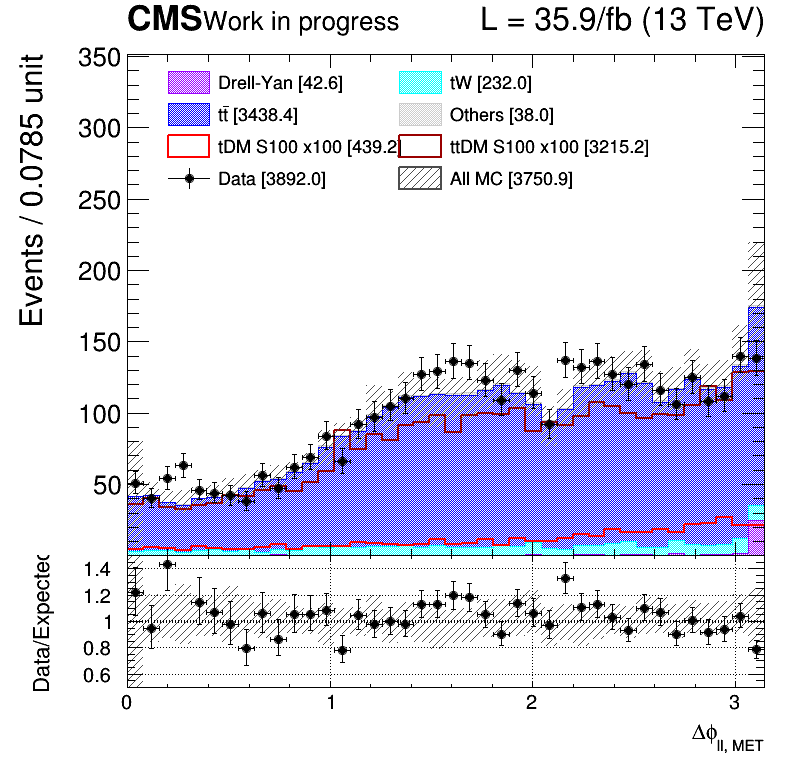 CMS Work in progress L = 35.9/fb (13 TeV)
Drell-Yan [42.6] tW [232.0]
tt̄ [3438.4] Others [38.0]
tDM S100 x100 [439.2] ttDM S100 x100 [3215.2]
Data [3892.0] All MC [3750.9]
Events / 0.0785 unit
350
300
250
200
150
100
50
Data/Expected
1.4
1.2
1
0.8
0.6
0 1 2 3
Δϕll, MET